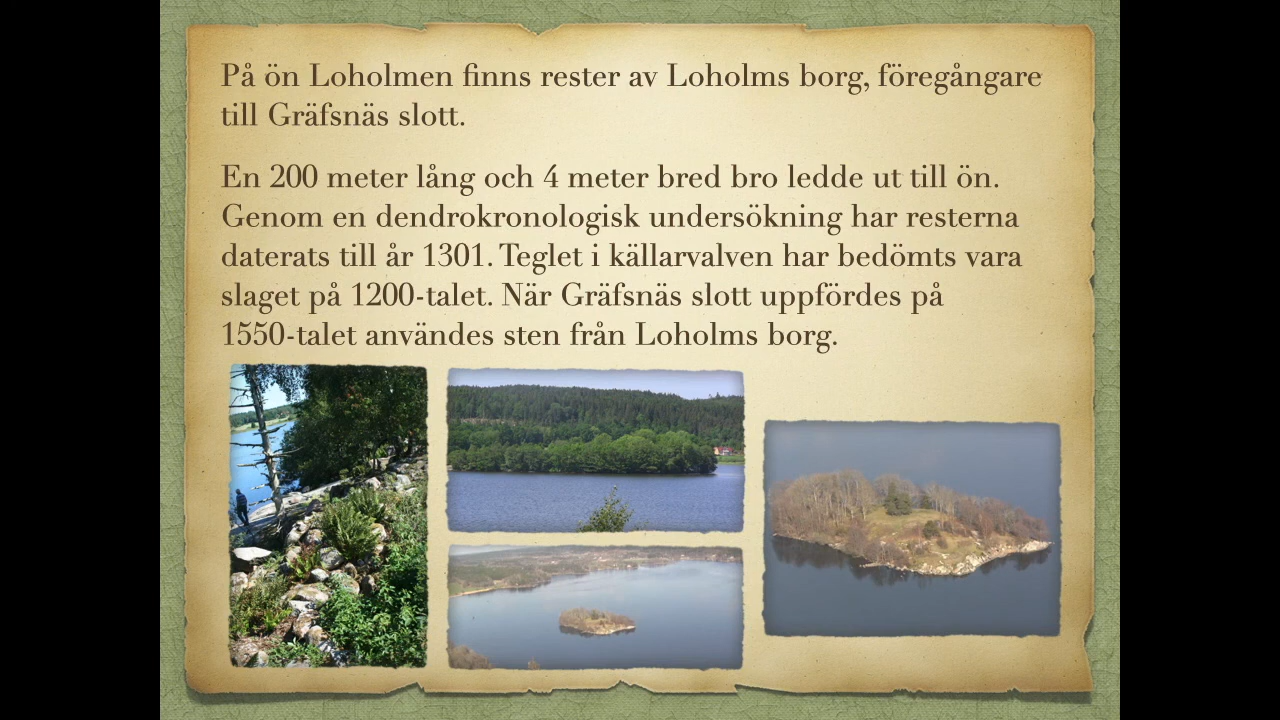 På ön Loholmen finns rester av Loholms borg, föregångare
till Gräfsnäs slott.
En 200 meter lång och 4 meter bred bro ledde ut till ön.
Genom en dendrokronologisk undersökning har resterna
daterats till år 1301. Teglet i källarvalven har bedömts vara
slaget på 1200-talet. När Gräfsnäs slott uppfördes på
1550-talet användes sten från Loholms borg.